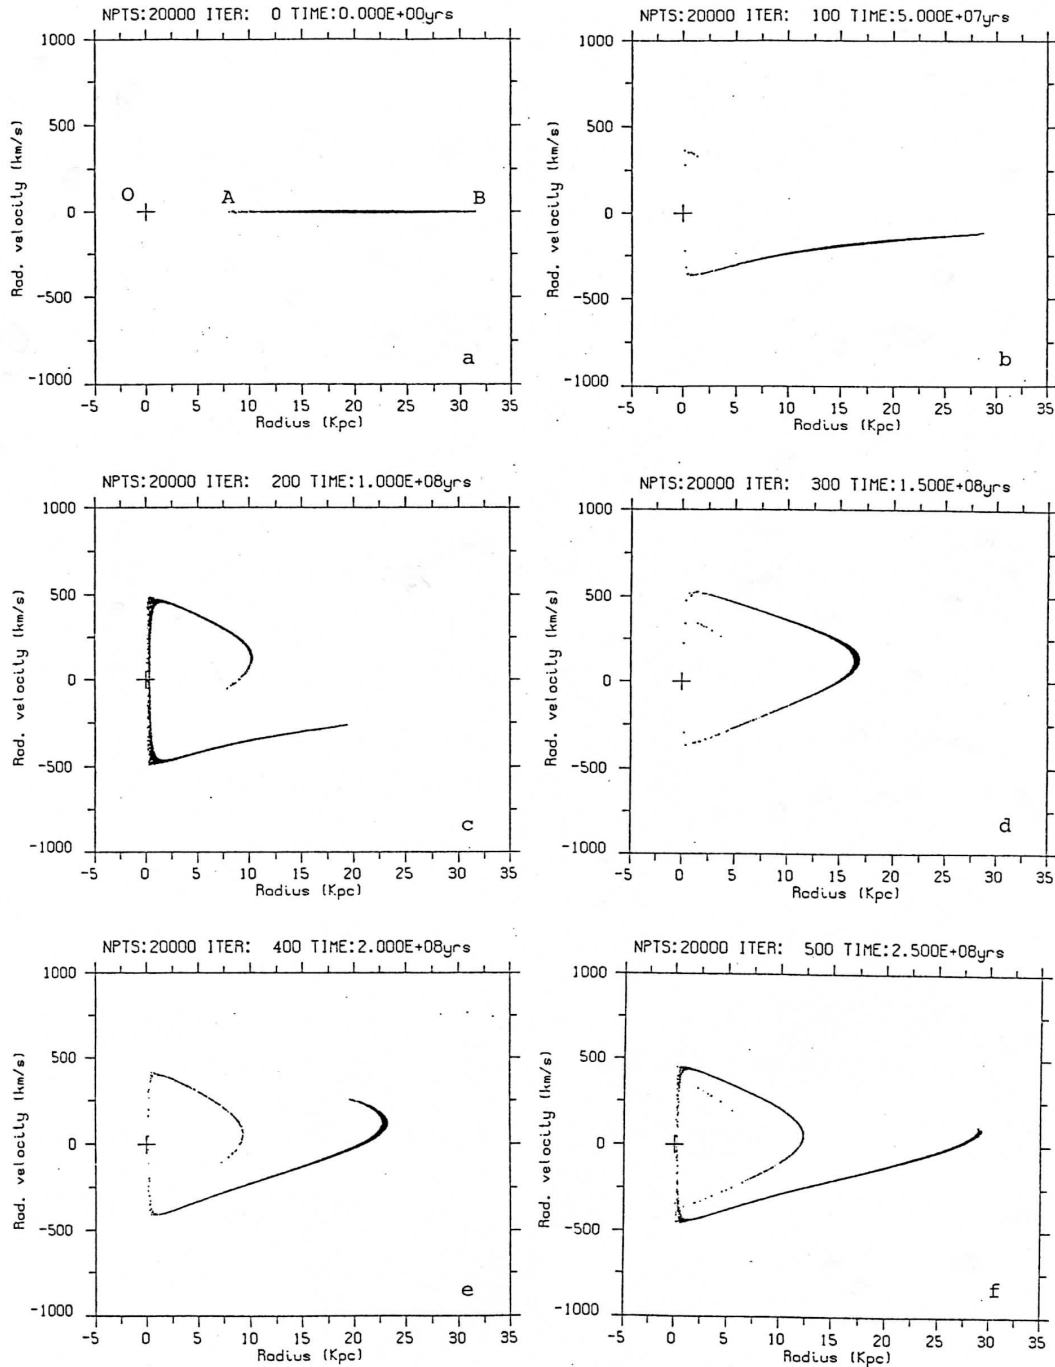 NPTS:20000 ITER: 0 TIME:0.000E+00yrs
1000
500
0
-500
-1000
Rad. velocity (km/s)
O
A
B
a
-5 0 5 10 15 20 25 30 35
Radius (Kpc)
NPTS:20000 ITER: 100 TIME:5.000E+07yrs
1000
500
0
-500
-1000
Rad. velocity (km/s)
b
-5 0 5 10 15 20 25 30 35
Radius (Kpc)
NPTS:20000 ITER: 200 TIME:1.000E+08yrs
1000
500
0
-500
-1000
Rad. velocity (km/s)
c
-5 0 5 10 15 20 25 30 35
Radius (Kpc)
NPTS:20000 ITER: 300 TIME:1.500E+08yrs
1000
500
0
-500
-1000
Rad. velocity (km/s)
d
-5 0 5 10 15 20 25 30 35
Radius (Kpc)
NPTS:20000 ITER: 400 TIME:2.000E+08yrs
1000
500
0
-500
-1000
Rad. velocity (km/s)
e
-5 0 5 10 15 20 25 30 35
Radius (Kpc)
NPTS:20000 ITER: 500 TIME:2.500E+08yrs
1000
500
0
-500
-1000
Rad. velocity (km/s)
f
-5 0 5 10 15 20 25 30 35
Radius (Kpc)